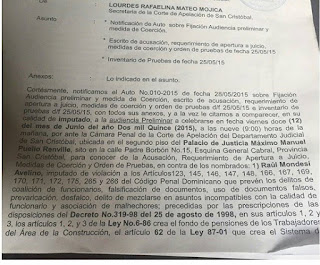 De : LOURDES RAFAELINA MATEO MOJICA
Secretaria de la Corte de Apelación de San Cristóbal.
Asunto. : * Notificación de Auto sobre Fijación Audiencia preliminar y
medida de Coerción.
* Escrito de acusación, requerimiento de apertura a juicio,
medidas de coerción y orden de pruebas de fecha 25/05/15
* Inventario de Pruebas de fecha 25/05/15
Anexos: : Lo indicado en el asunto.
Cortésmente, notificamos el Auto No.010-2015 de fecha 28/05/2015 sobre Fijación
Audiencia preliminar y medida de Coerción, escrito de acusación, requerimiento de
apertura a juicio, medidas de coerción y orden de pruebas d/f 25/05/15 e inventario de
pruebas d/f 25/05/15, con todos sus anexos, y a la vez le citamos a comparecer, en su
calidad de imputado, a la audiencia Preliminar a celebrarse en fecha viernes doce (12)
del mes de Junio del año Dos mil Quince (2015), a las nueve (9:00) horas de la
mañana, por ante la Cámara Penal de la Corte de Apelación del Departamento Judicial
de San Cristóbal, ubicada en el segundo piso del Palacio de Justicia Máximo Manuel
Puello Renville, sito en la calle Padre Borbón No.15, Esquina General Cabral, Provincia
San Cristóbal, para conocer de la Acusación, Requerimiento de Apertura a Juicio,
Medidas de Coerción y Orden de Pruebas, en contra de los nombrados: 1) Raúl Mondesí
Avelino, imputado de violación a los Artículos123, 145, 146, 147, 148, 166, 167, 169,
170, 171, 172, 175, 265 y 266 del Código Penal Dominicano que prevén los delitos de
coalición de funcionarios, falsificación de documentos, uso de documentos falsos,
prevaricación, desfalco, delito de mezclarse en asuntos incompatible con la calidad de
funcionario y asociación de malhechores; precedidas por las prescripciones de las
disposiciones del Decreto No.319-98 del 25 de agosto de 1998, en sus artículos 1, 2 y
3, los artículos 1, 2, y 3 de la Ley No.6-86 crea el fondo de pensiones de los Trabajadores
del Área de la Construcción, el artículo 62 de la Ley 87-01 que crea el Sistema de